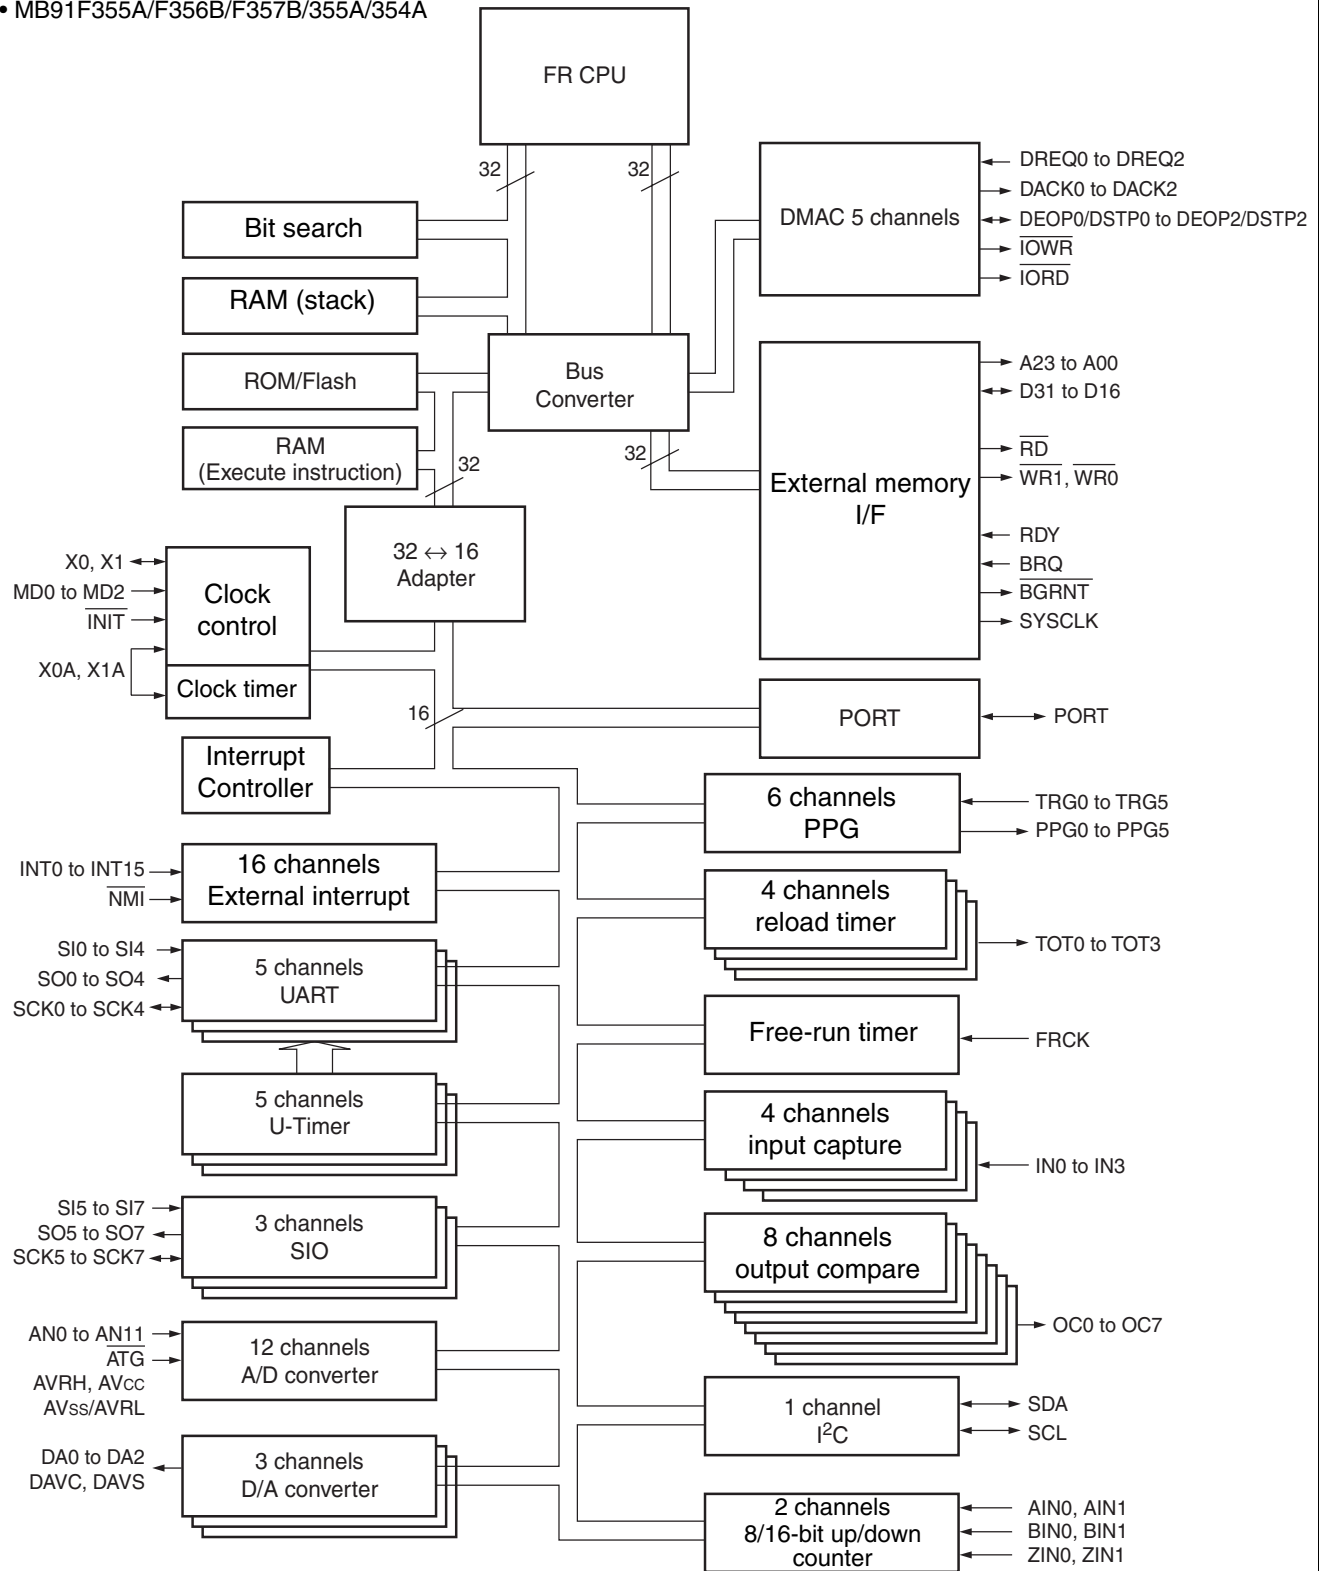 • MB91F355A/F356B/F357B/355A/354A
FR CPU
32
32
DMAC 5 channels
DREQ0 to DREQ2
DACK0 to DACK2
DEOP0/DSTP0 to DEOP2/DSTP2
IOWR
IORD
Bit search
RAM (stack)
ROM/Flash
RAM
(Execute instruction)
Bus
Converter
32
32
External memory
I/F
A23 to A00
D31 to D16
RD
WR1, WR0
RDY
BRQ
BGRNT
SYSCLK
32 ↔ 16
Adapter
X0, X1
MD0 to MD2
INIT
X0A, X1A
Clock
control
Clock timer
16
PORT
PORT
Interrupt
Controller
6 channels
PPG
TRG0 to TRG5
PPG0 to PPG5
INT0 to INT15
NMI
16 channels
External interrupt
4 channels
reload timer
TOT0 to TOT3
SI0 to SI4
SO0 to SO4
SCK0 to SCK4
5 channels
UART
Free-run timer
FRCK
5 channels
U-Timer
4 channels
input capture
IN0 to IN3
SI5 to SI7
SO5 to SO7
SCK5 to SCK7
3 channels
SIO
8 channels
output compare
OC0 to OC7
AN0 to AN11
ATG
AVRH, AVCC
AVSS/AVRL
12 channels
A/D converter
1 channel
I²C
SDA
SCL
DA0 to DA2
DAVC, DAVS
3 channels
D/A converter
2 channels
8/16-bit up/down
counter
AIN0, AIN1
BIN0, BIN1
ZIN0, ZIN1